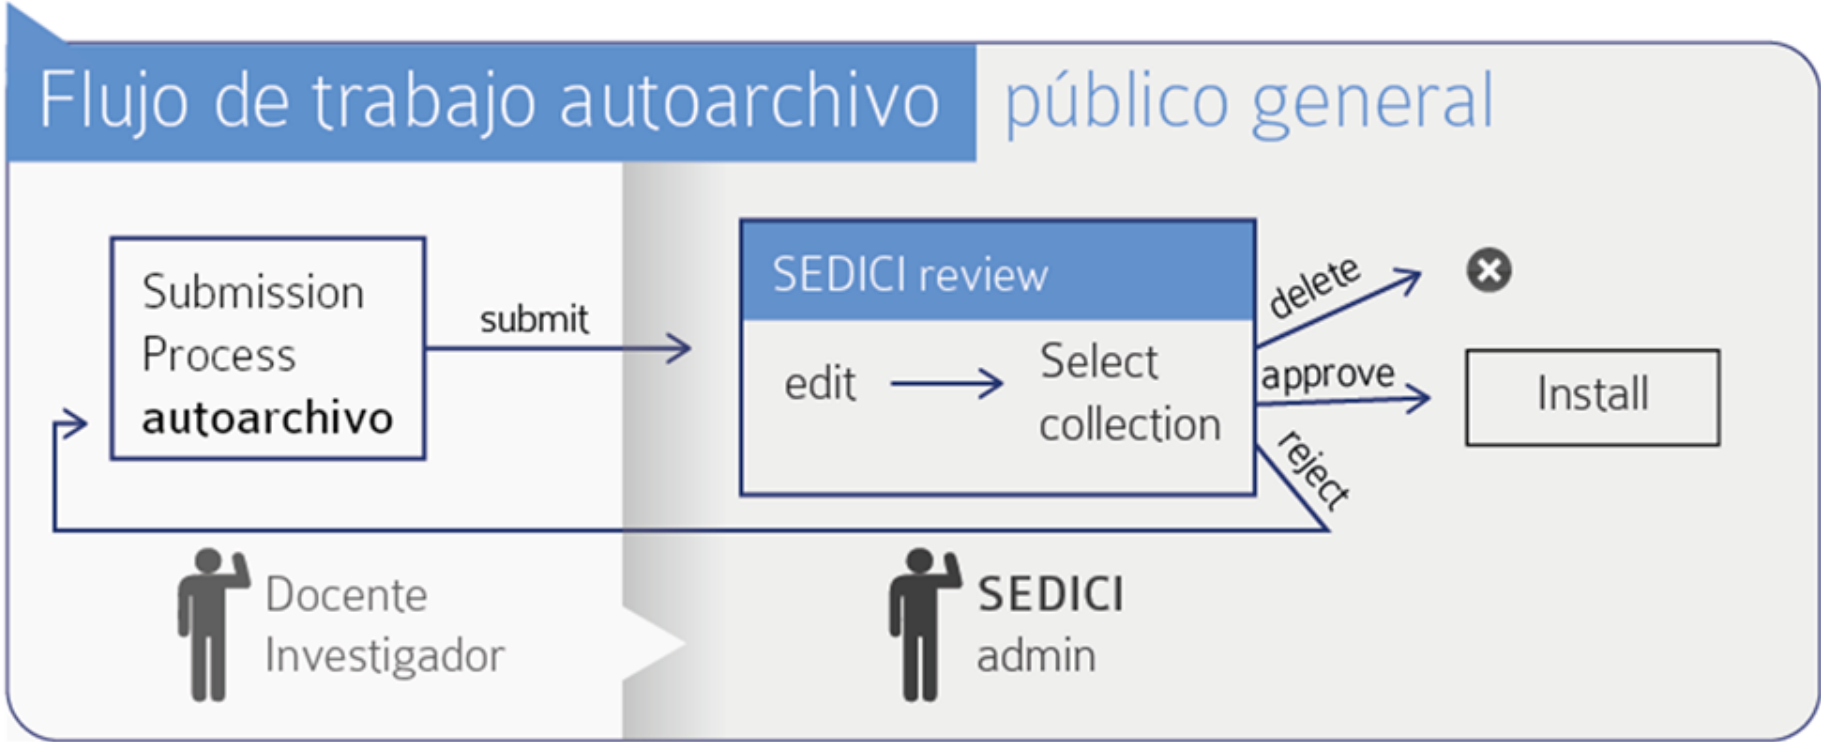 Flujo de trabajo autoarchivo público general
Submission
Process
autoarchivo
submit
SEDICI review
edit
Select
collection
delete
approve
reject
Install
Docente
Investigador
SEDICI
admin